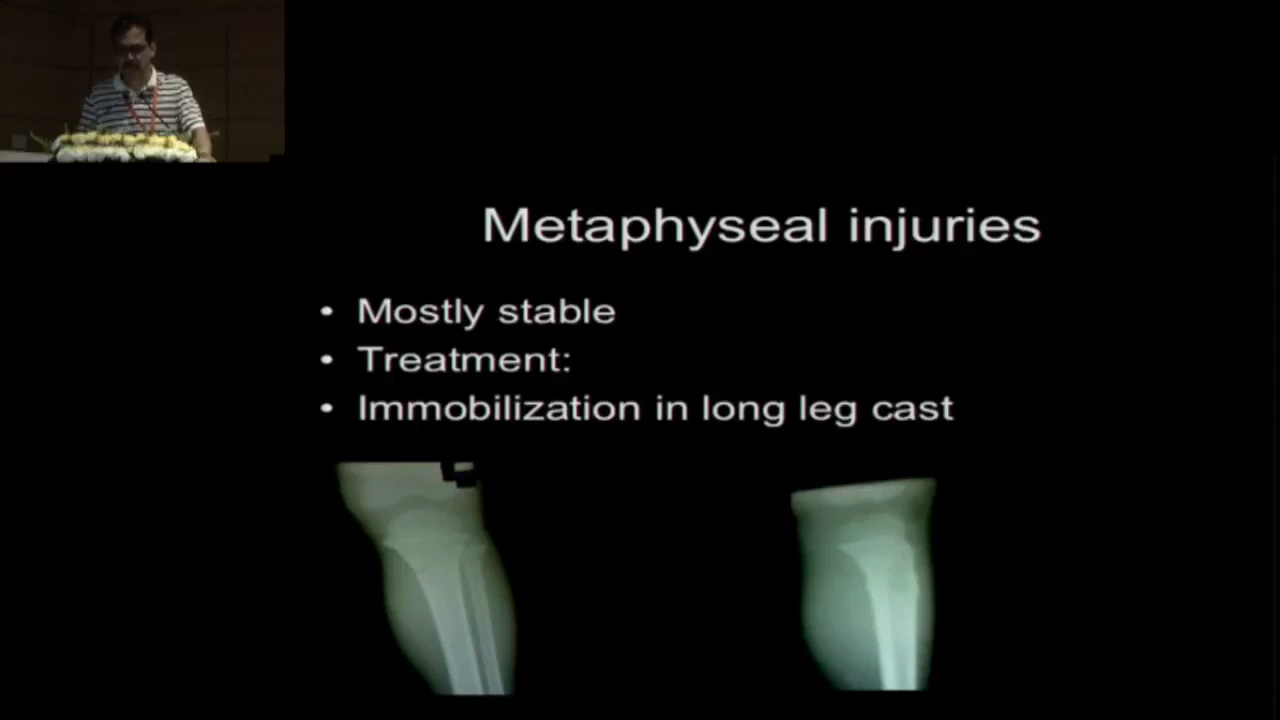 Metaphyseal injuries
• Mostly stable
• Treatment:
• Immobilization in long leg cast